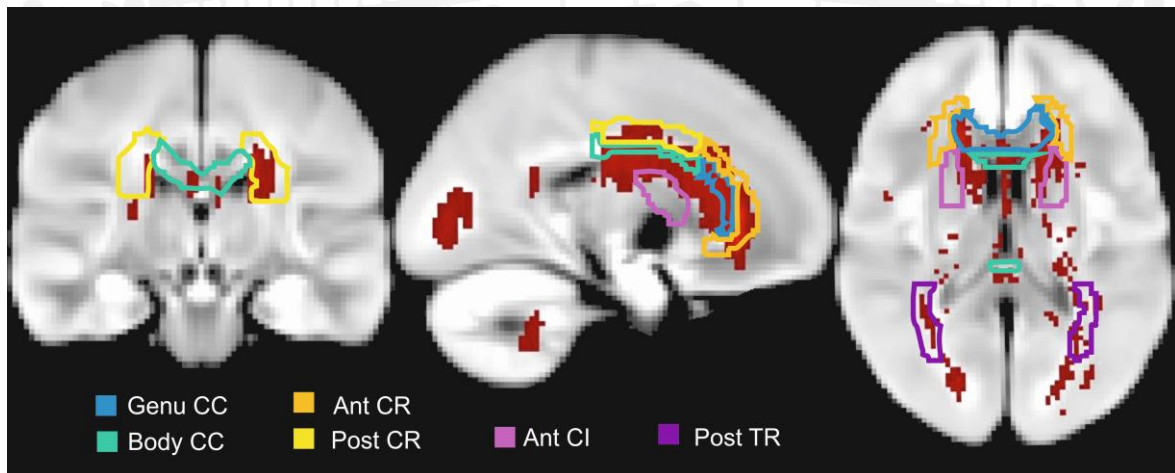 Genu CC
Ant CR
Body CC
Post CR
Ant CI
Post TR